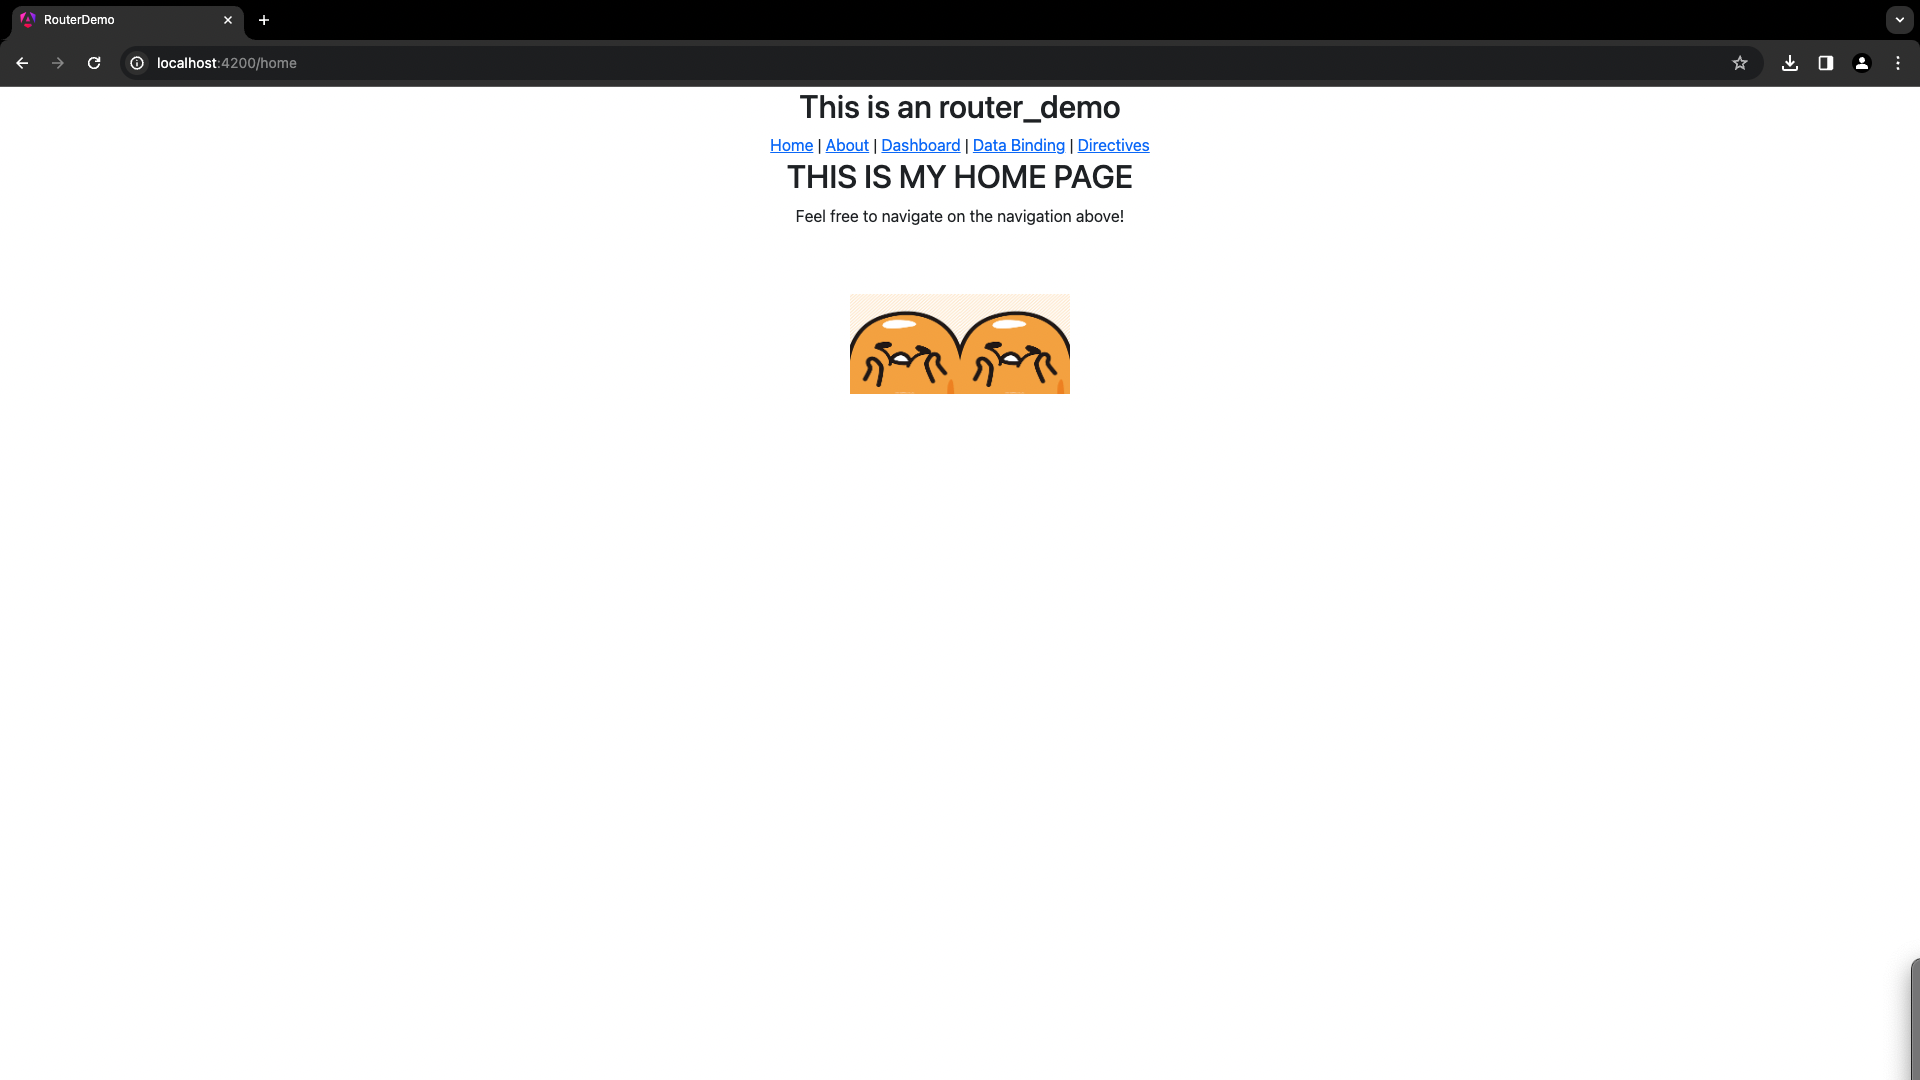 RouterDemo
localhost:4200/home
This is an router_demo
Home | About | Dashboard | Data Binding | Directives
THIS IS MY HOME PAGE
Feel free to navigate on the navigation above!